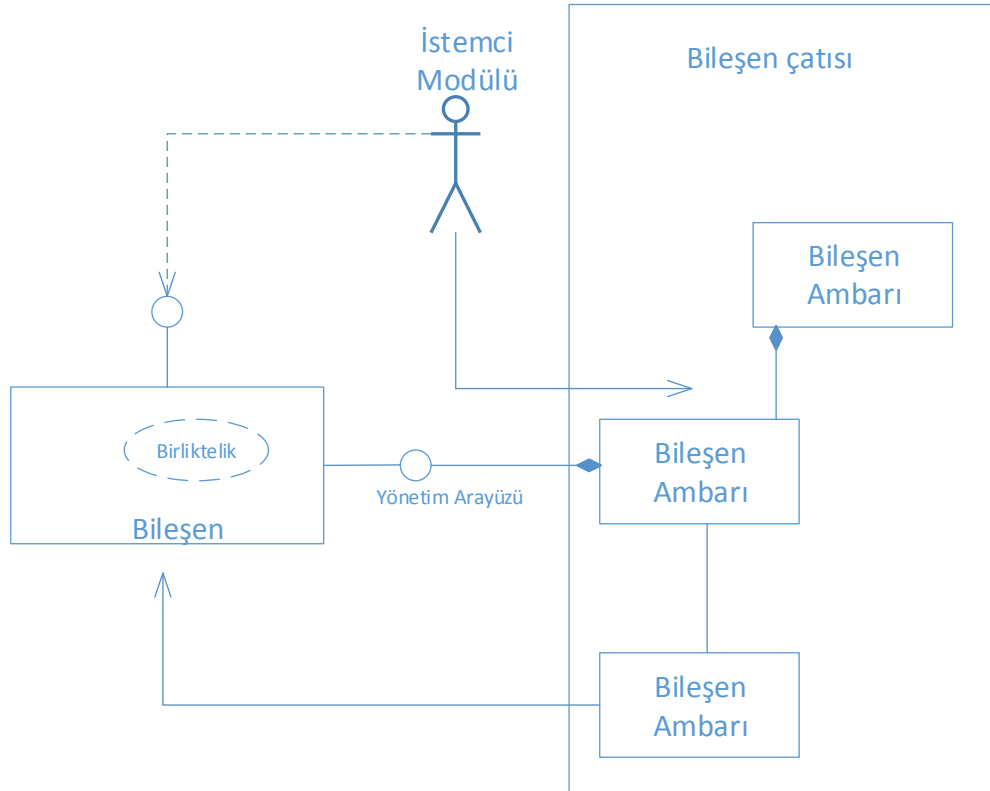 İstemci
Modülü
Bileşen çatısı
Bileşen
Ambarı
Birliktelik
Bileşen
Yönetim Arayüzü
Bileşen
Ambarı
Bileşen
Ambarı